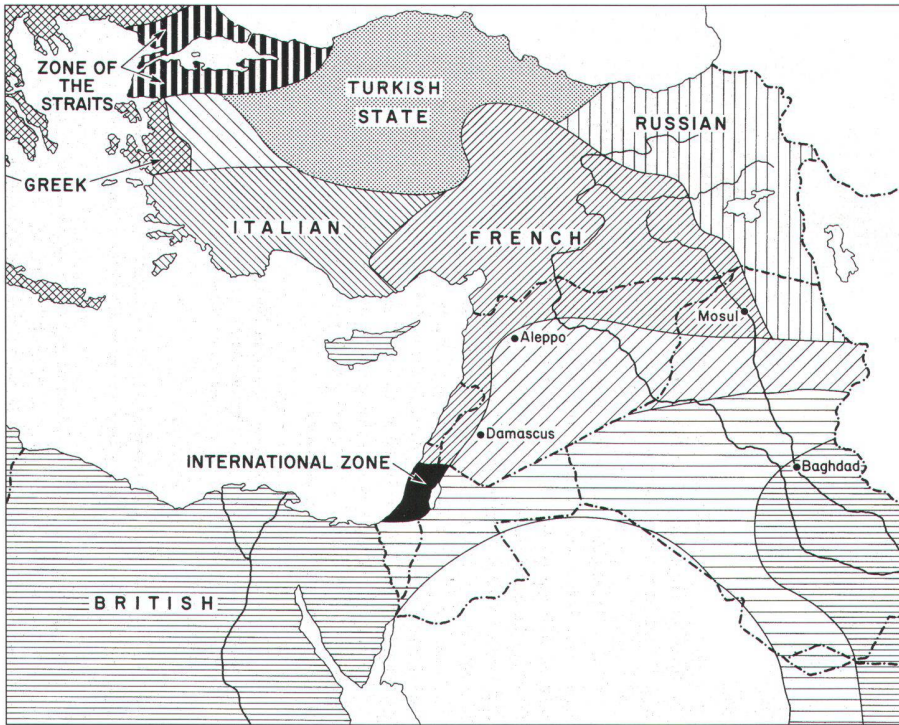 ZONE OF
THE
STRAITS
TURKISH
STATE
RUSSIAN
GREEK
ITALIAN
FRENCH
Mosul
Aleppo
Damascus
INTERNATIONAL ZONE
Baghdad
BRITISH